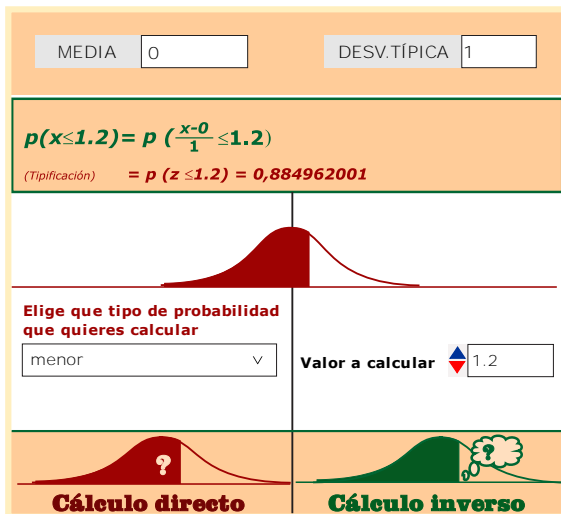 MEDIA 0 DESV.TÍPICA 1
p(x≤1.2)= p (x-0/1 ≤1.2)
(Tipificación) = p (z ≤1.2) = 0,884962001
Elige que tipo de probabilidad
que quieres calcular
menor
Valor a calcular 1.2
? ?
Cálculo directo Cálculo inverso